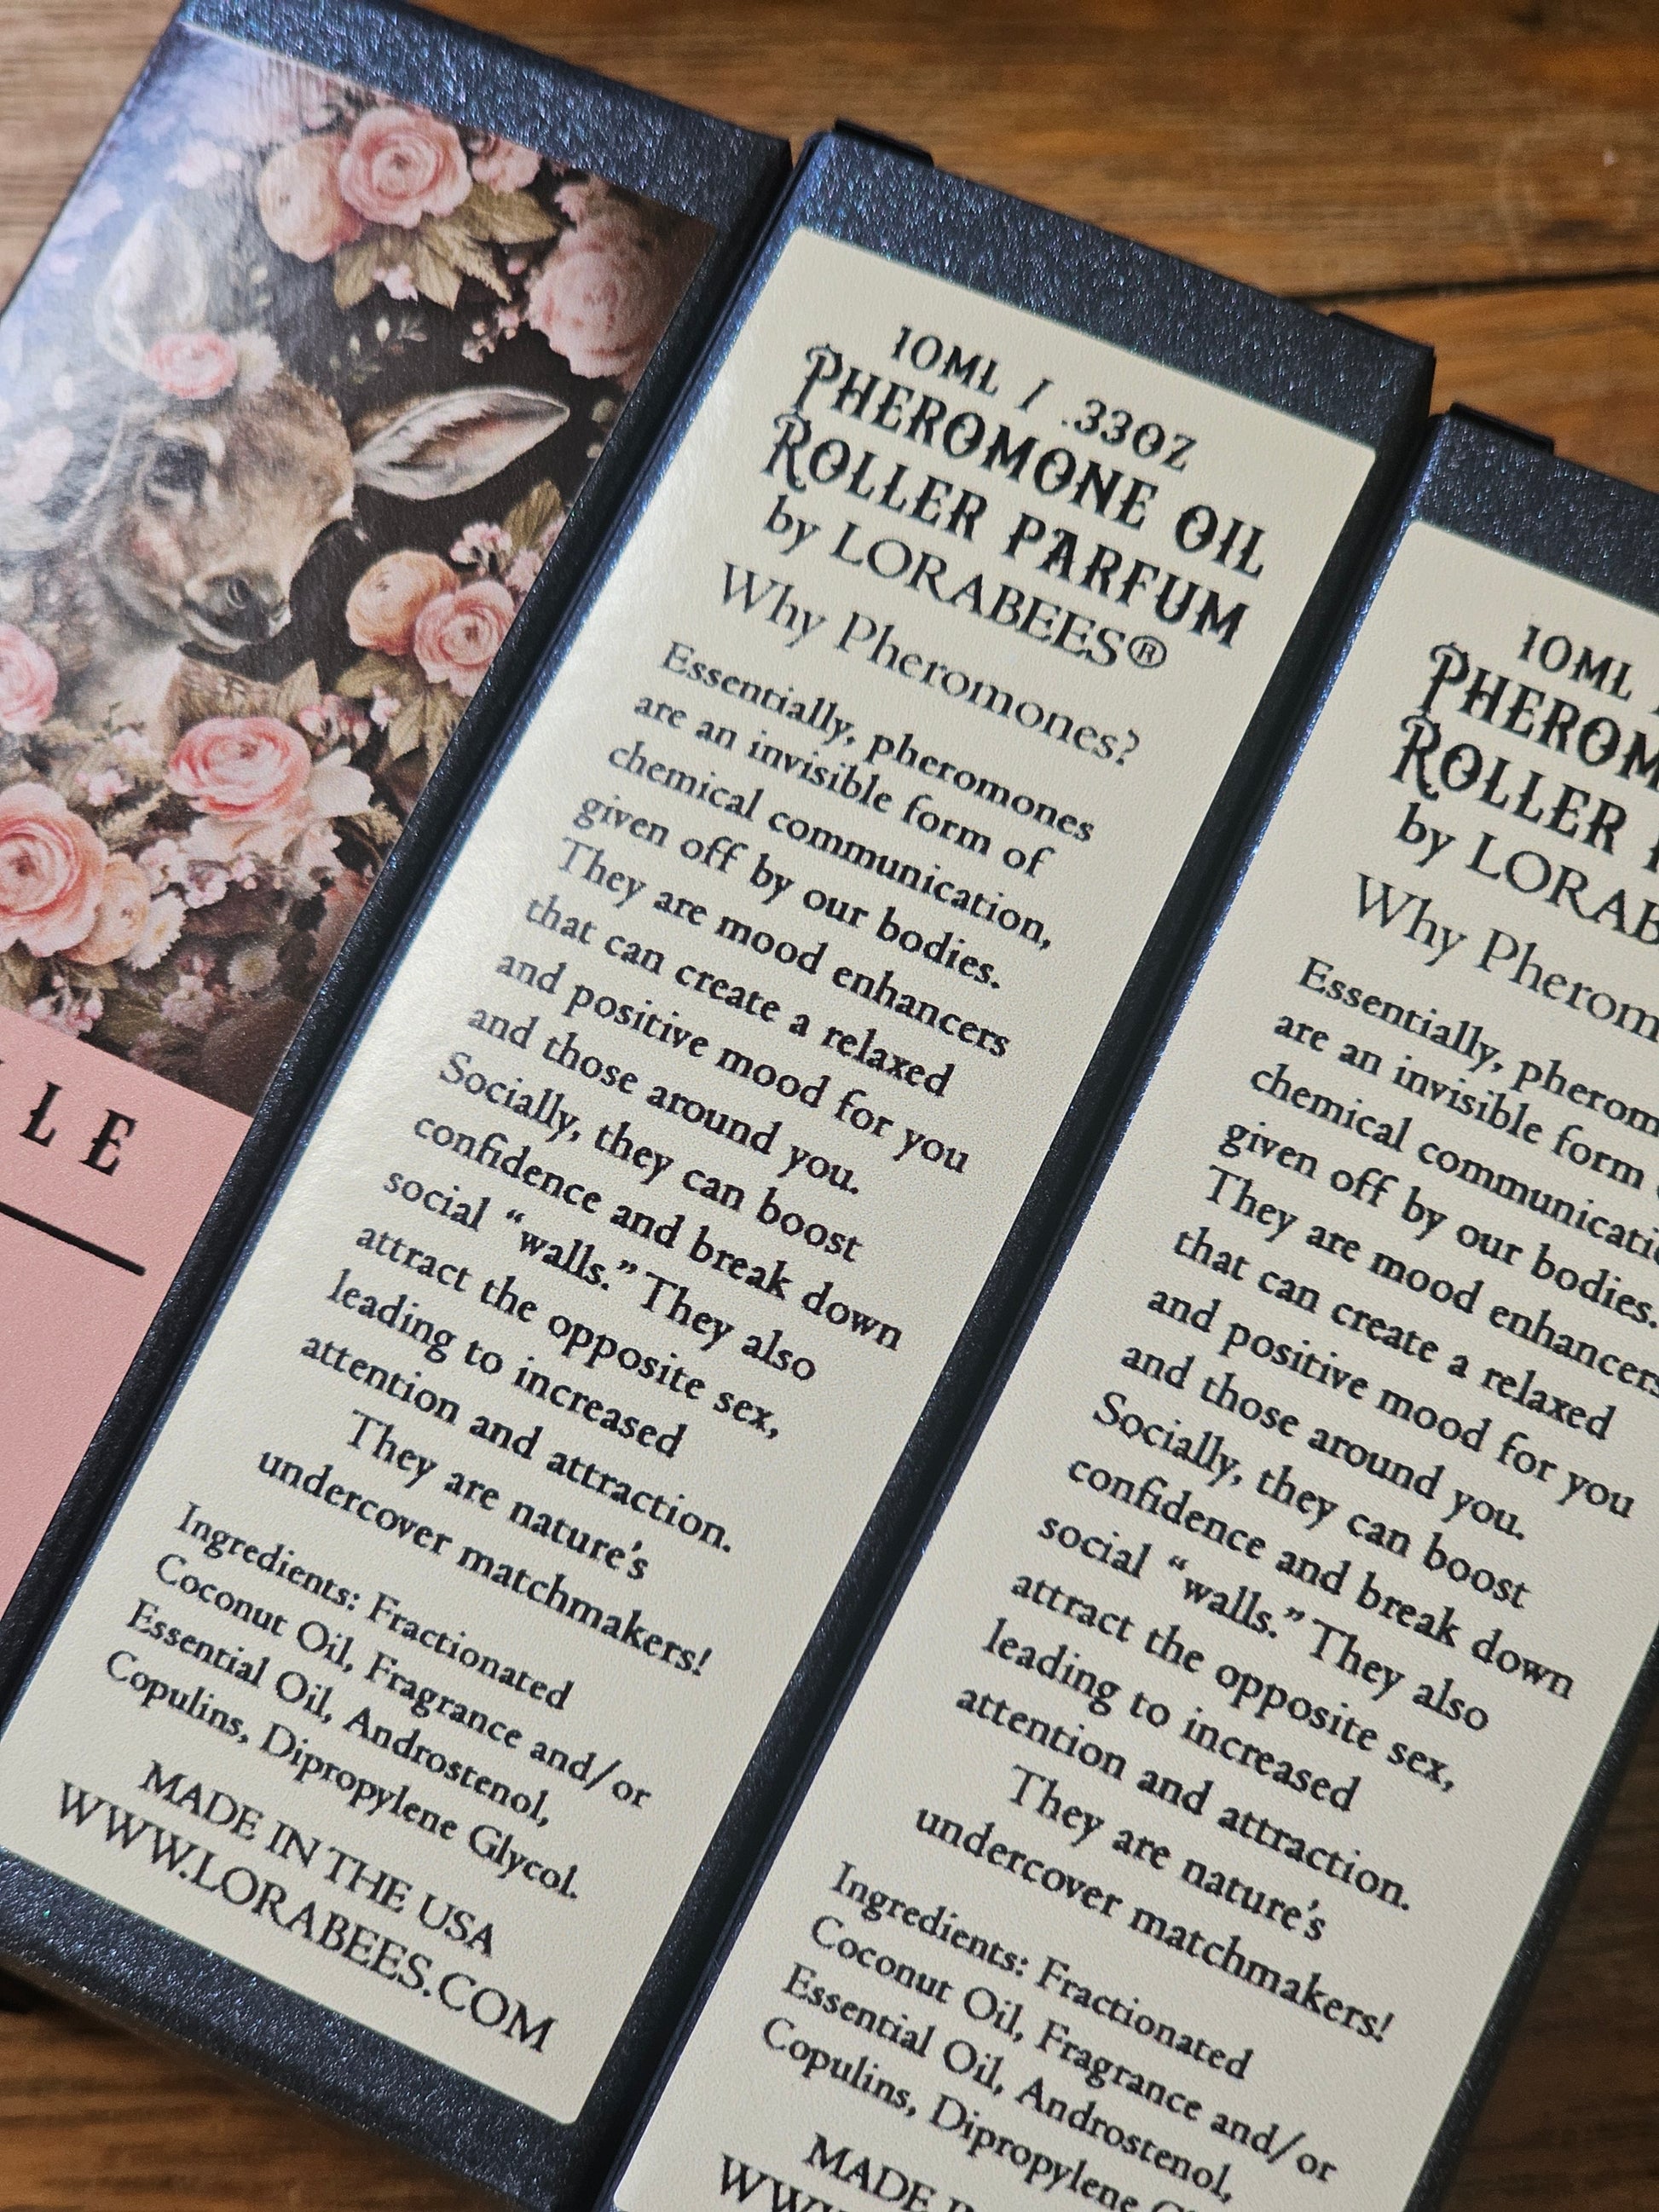 LLE
10ML / .33OZ
PHEROMONE OIL
ROLLER PARFUM
by LORABEES®
Why Pheromones?
Essentially, pheromones
are an invisible form of
chemical communication,
given off by our bodies.
They are mood enhancers
that can create a relaxed
and positive mood for you
and those around you.
Socially, they can boost
confidence and break down
social “walls.” They also
attract the opposite sex,
leading to increased
attention and attraction.
They are nature's
undercover matchmakers!
Ingredients: Fractionated
Coconut Oil, Fragrance and/or
Essential Oil, Androstenol,
Copulins, Dipropylene Glycol.
MADE IN THE USA
WWW.LORABEES.COM
10ML
PHEROM
ROLLER
by LORAB
Why Pherom
Essentially, pherom
are an invisible form
chemical communicati
given off by our bodies.
They are mood enhancers
that can create a relaxed
and positive mood for you
and those around you.
Socially, they can boost
confidence and break down
social “walls.” They also
attract the opposite sex,
leading to increased
attention and attraction.
They are nature's
undercover matchmakers!
Ingredients: Fractionated
Coconut Oil, Fragrance and/or
Essential Oil, Androstenol,
Copulins, Dipropylene
MADE
WWW